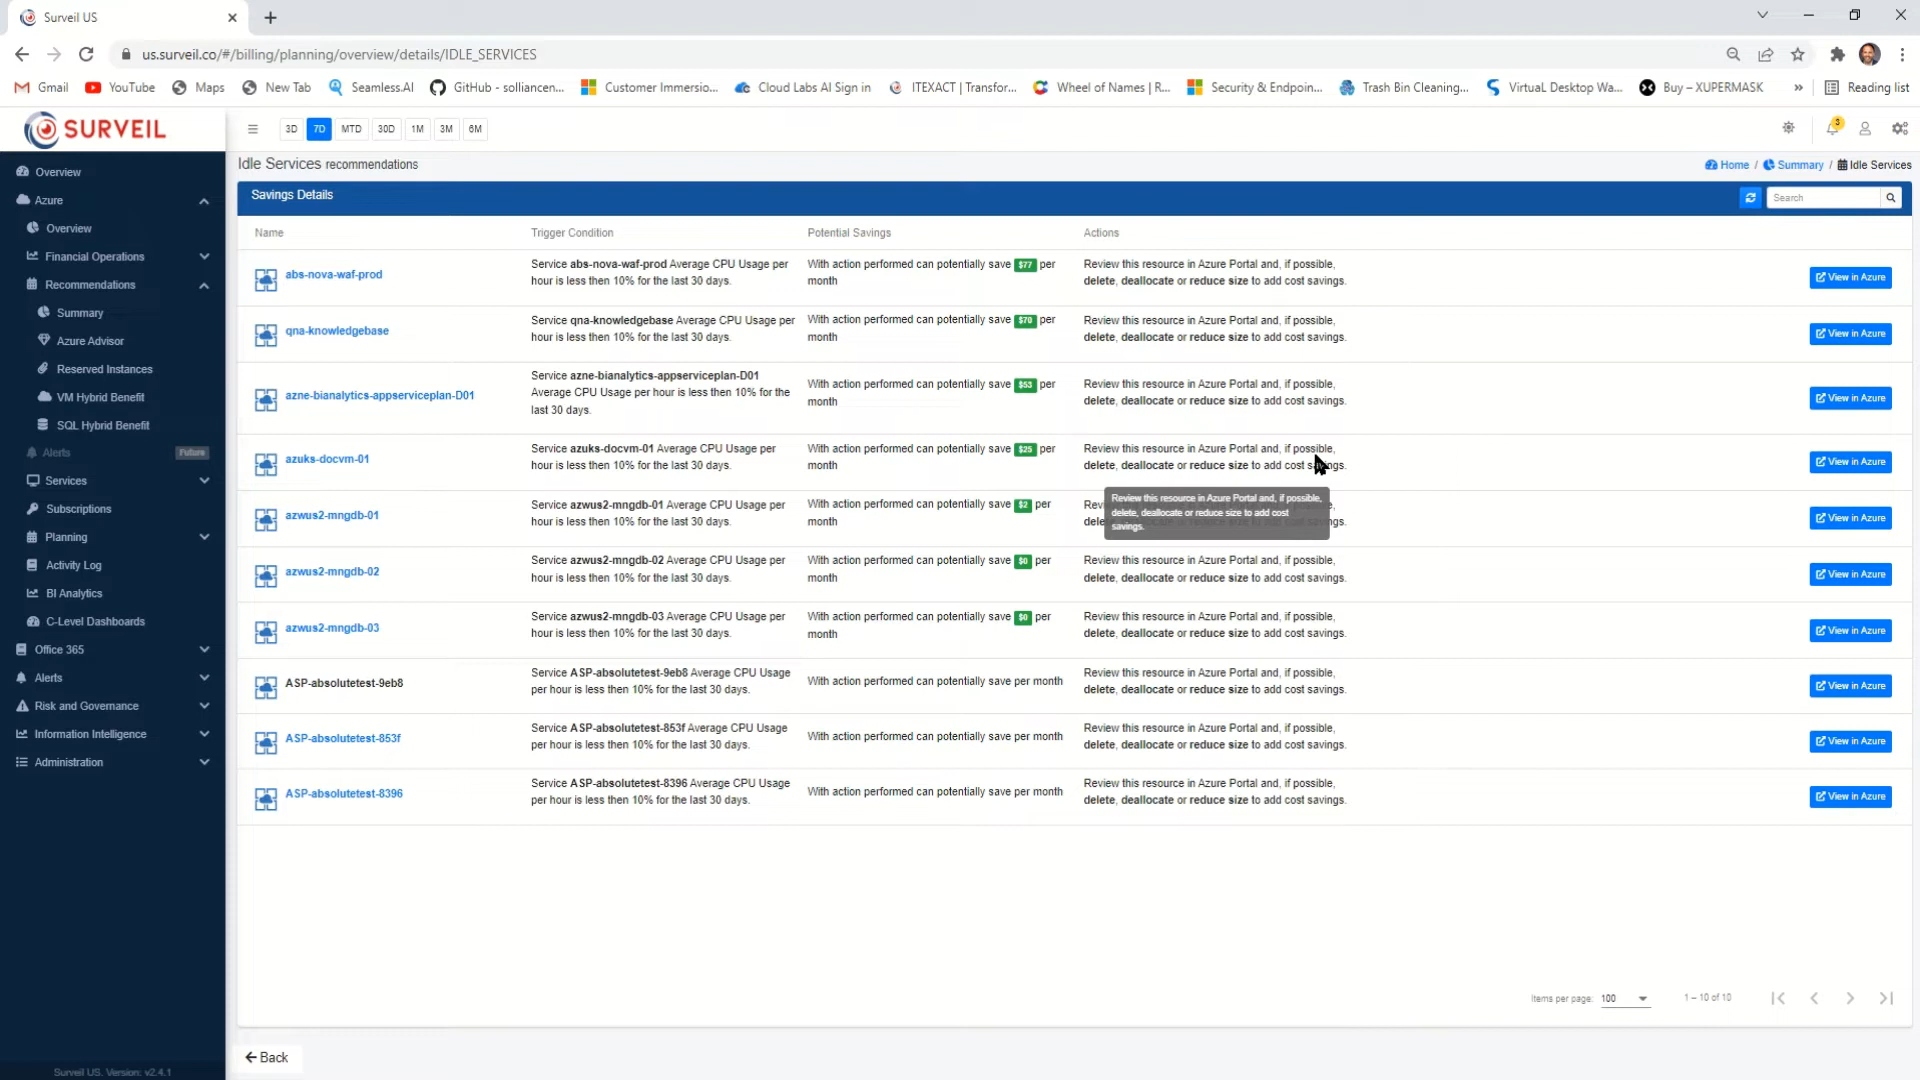 Surveil US
us.surveil.co/#/billing/planning/overview/details/IDLE_SERVICES
Gmail YouTube Maps New Tab Seamless.AI GitHub - solliancen... Customer Immersio... Cloud Labs AI Sign in ITEXACT | Transfor... Wheel of Names | R... Security & Endpoin... Trash Bin Cleaning,... VirtuaL Desktop Wa... Buy – XUPERMASK » Reading list
SURVEIL
3D 7D MTD 30D 1M 3M 6M
3
Overview
Azure
Overview
Financial Operations
Recommendations
Summary
Azure Advisor
Reserved Instances
VM Hybrid Benefit
SQL Hybrid Benefit
Alerts Future
Services
Subscriptions
Planning
Activity Log
BI Analytics
C-Level Dashboards
Office 365
Alerts
Risk and Governance
Information Intelligence
Administration
Surveil US. Version: v2.4.1
Idle Services recommendations
Home / Summary / Idle Services
Savings Details
Search
Name Trigger Condition Potential Savings Actions
abs-nova-waf-prod
Service abs-nova-waf-prod Average CPU Usage per
hour is less then 10% for the last 30 days.
With action performed can potentially save $77 per
month
Review this resource in Azure Portal and, if possible,
delete, deallocate or reduce size to add cost savings.
View in Azure
qna-knowledgebase
Service qna-knowledgebase Average CPU Usage per
hour is less then 10% for the last 30 days.
With action performed can potentially save $70 per
month
Review this resource in Azure Portal and, if possible,
delete, deallocate or reduce size to add cost savings.
View in Azure
azne-bianalytics-appserviceplan-D01
Service azne-bianalytics-appserviceplan-D01
Average CPU Usage per hour is less then 10% for the
last 30 days.
With action performed can potentially save $53 per
month
Review this resource in Azure Portal and, if possible,
delete, deallocate or reduce size to add cost savings.
View in Azure
azuks-docvm-01
Service azuks-docvm-01 Average CPU Usage per
hour is less then 10% for the last 30 days.
With action performed can potentially save $25 per
month
Review this resource in Azure Portal and, if possible,
delete, deallocate or reduce size to add cost savings.
View in Azure
azwus2-mngdb-01
Service azwus2-mngdb-01 Average CPU Usage per
hour is less then 10% for the last 30 days.
With action performed can potentially save $2 per
month
Review this resource in Azure Portal and, if possible,
delete, deallocate or reduce size to add cost
savings.
View in Azure
azwus2-mngdb-02
Service azwus2-mngdb-02 Average CPU Usage per
hour is less then 10% for the last 30 days.
With action performed can potentially save $0 per
month
Review this resource in Azure Portal and, if possible,
delete, deallocate or reduce size to add cost savings.
View in Azure
azwus2-mngdb-03
Service azwus2-mngdb-03 Average CPU Usage per
hour is less then 10% for the last 30 days.
With action performed can potentially save $0 per
month
Review this resource in Azure Portal and, if possible,
delete, deallocate or reduce size to add cost savings.
View in Azure
ASP-absolutetest-9eb8
Service ASP-absolutetest-9eb8 Average CPU Usage
per hour is less then 10% for the last 30 days.
With action performed can potentially save per month
Review this resource in Azure Portal and, if possible,
delete, deallocate or reduce size to add cost savings.
View in Azure
ASP-absolutetest-853f
Service ASP-absolutetest-853f Average CPU Usage
per hour is less then 10% for the last 30 days.
With action performed can potentially save per month
Review this resource in Azure Portal and, if possible,
delete, deallocate or reduce size to add cost savings.
View in Azure
ASP-absolutetest-8396
Service ASP-absolutetest-8396 Average CPU Usage
per hour is less then 10% for the last 30 days.
With action performed can potentially save per month
Review this resource in Azure Portal and, if possible,
delete, deallocate or reduce size to add cost savings.
View in Azure
Items per page: 100 1 – 10 of 10
Back